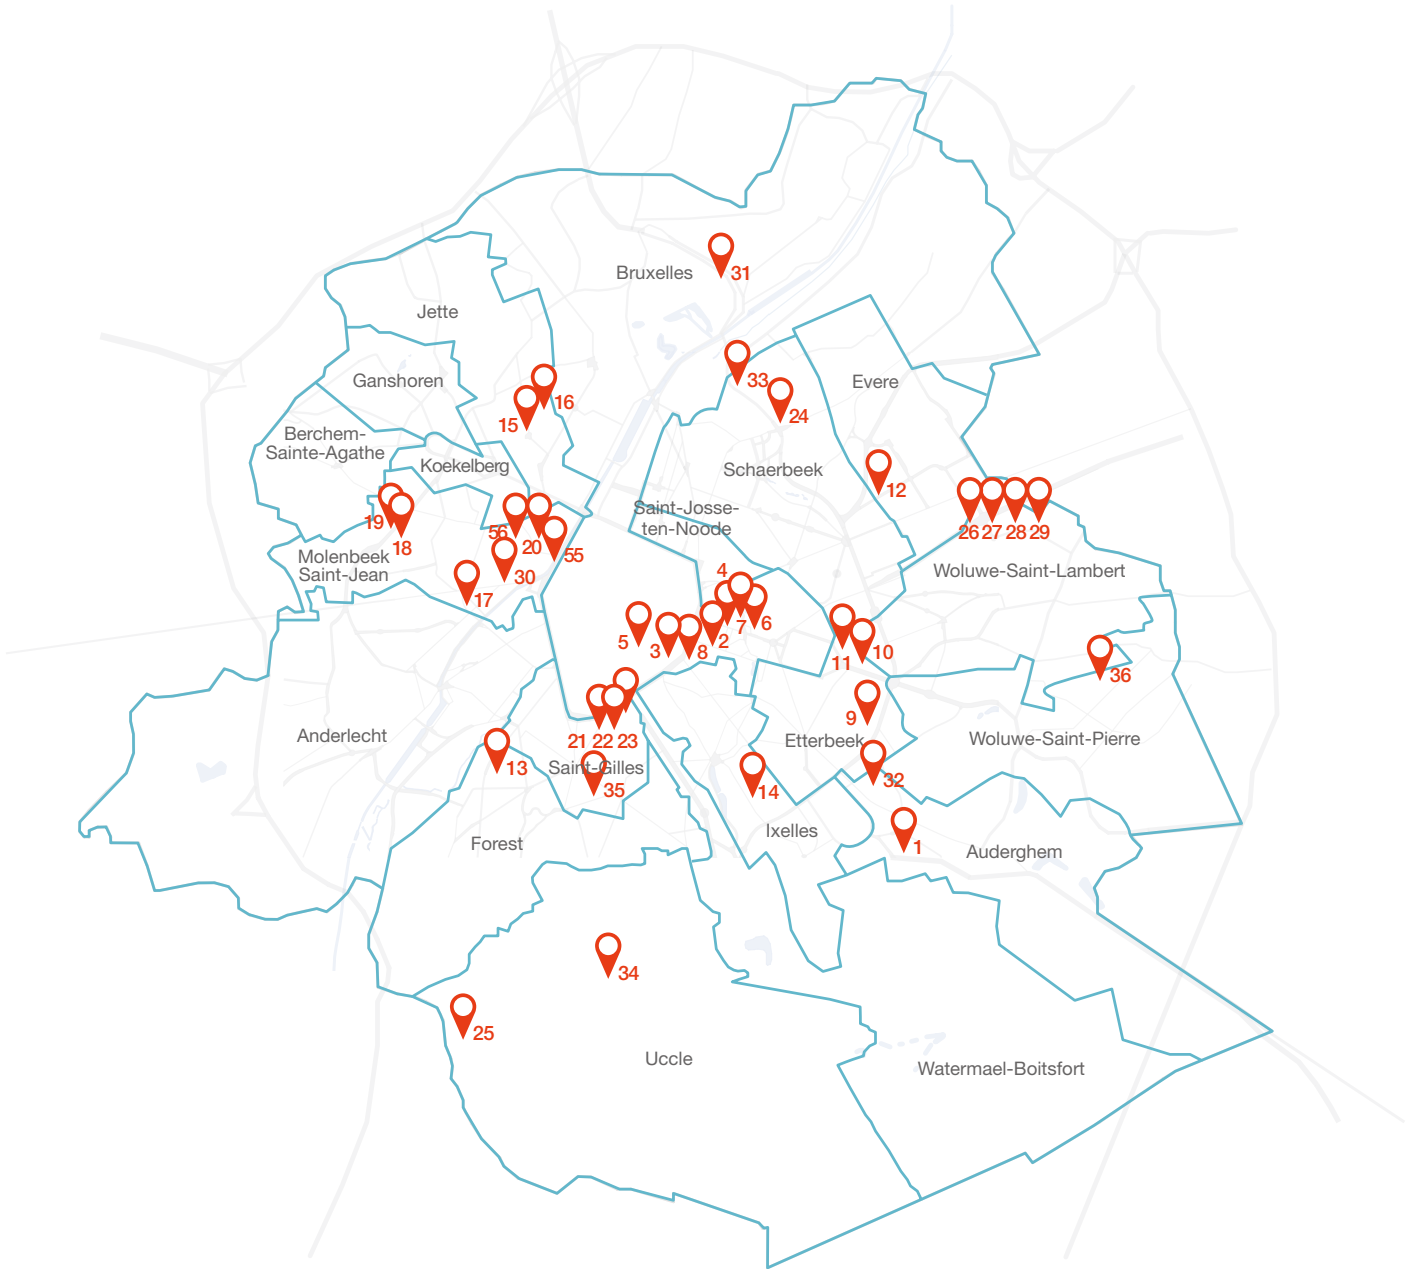 31
Bruxelles
Jette
33
Ganshoren
Evere
16
15
24
Berchem-
Sainte-Agathe
Koekelberg
Schaerbeek
12
19
18
56
20
55
Saint-Josse-
ten-Noode
26
27
28
29
Molenbeek
Saint-Jean
30
17
4
Woluwe-Saint-Lambert
5
3
8
2
7
6
11
10
36
9
21
22
23
Anderlecht
Etterbeek
Woluwe-Saint-Pierre
13
Saint-Gilles
35
14
32
Ixelles
Forest
1
Auderghem
34
25
Uccle
Watermael-Boitsfort